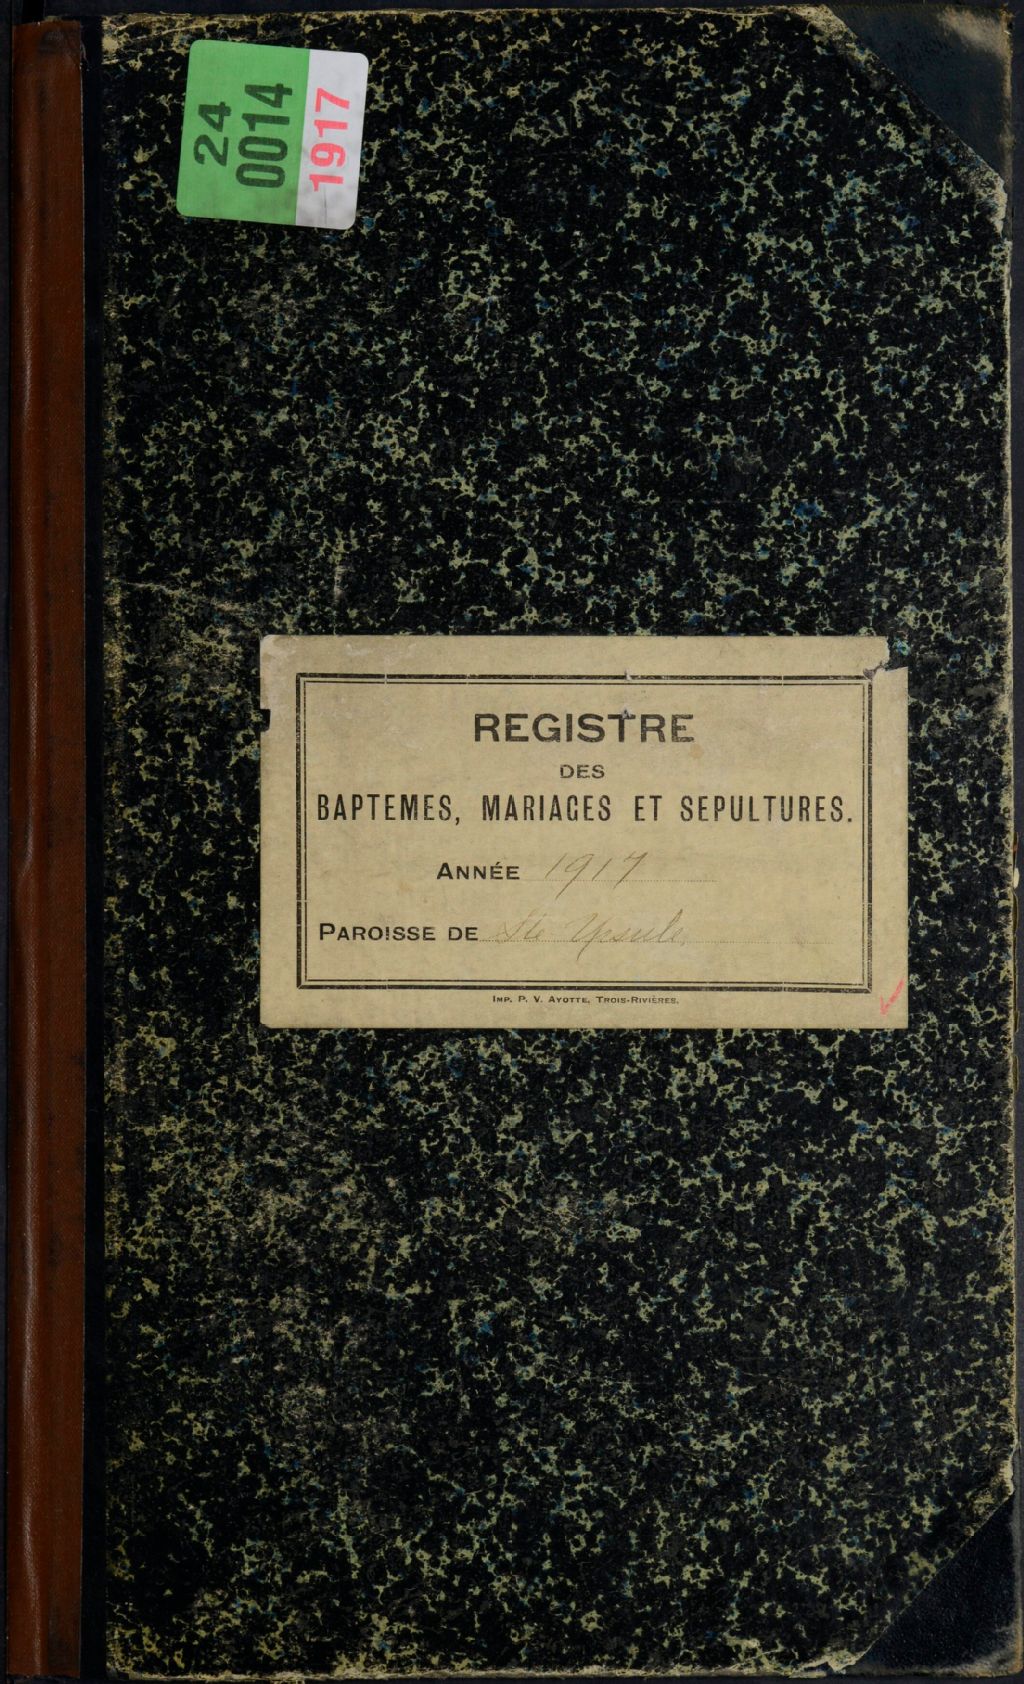 24
0014
1917
REGISTRE
DES
BAPTEMES, MARIAGES ET SEPULTURES.
ANNÉE 1917
PAROISSE DE Ste Ursule
IMP. P. V. AYOTTE, TROIS-RIVIÈRES.